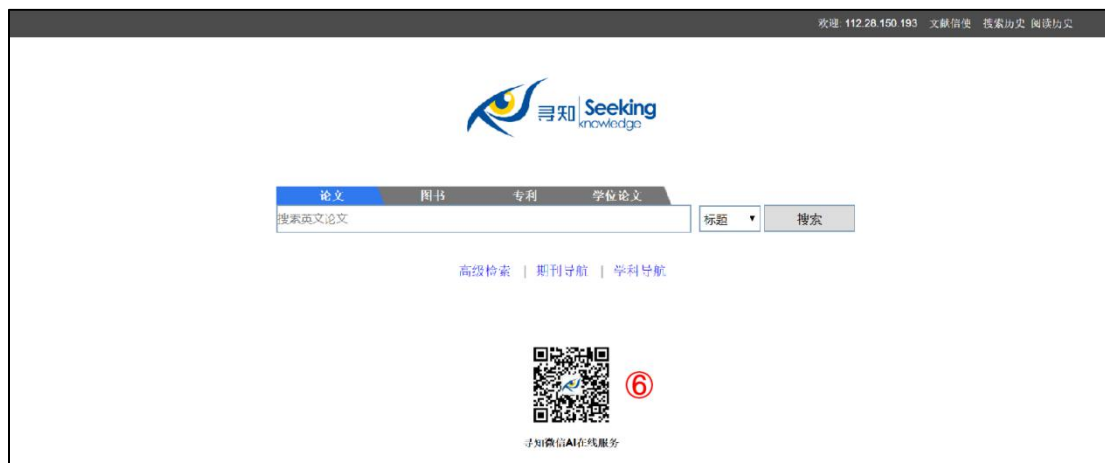 欢迎: 112.28.150.193 文献信使 搜索历史 阅读历史
寻知 Seeking
knowledge
论文 图书 专利 学位论文
搜索英文论文 标题 ▼ 搜索
高级检索 | 期刊导航 | 学科导航
⑥
寻知微信AI在线服务